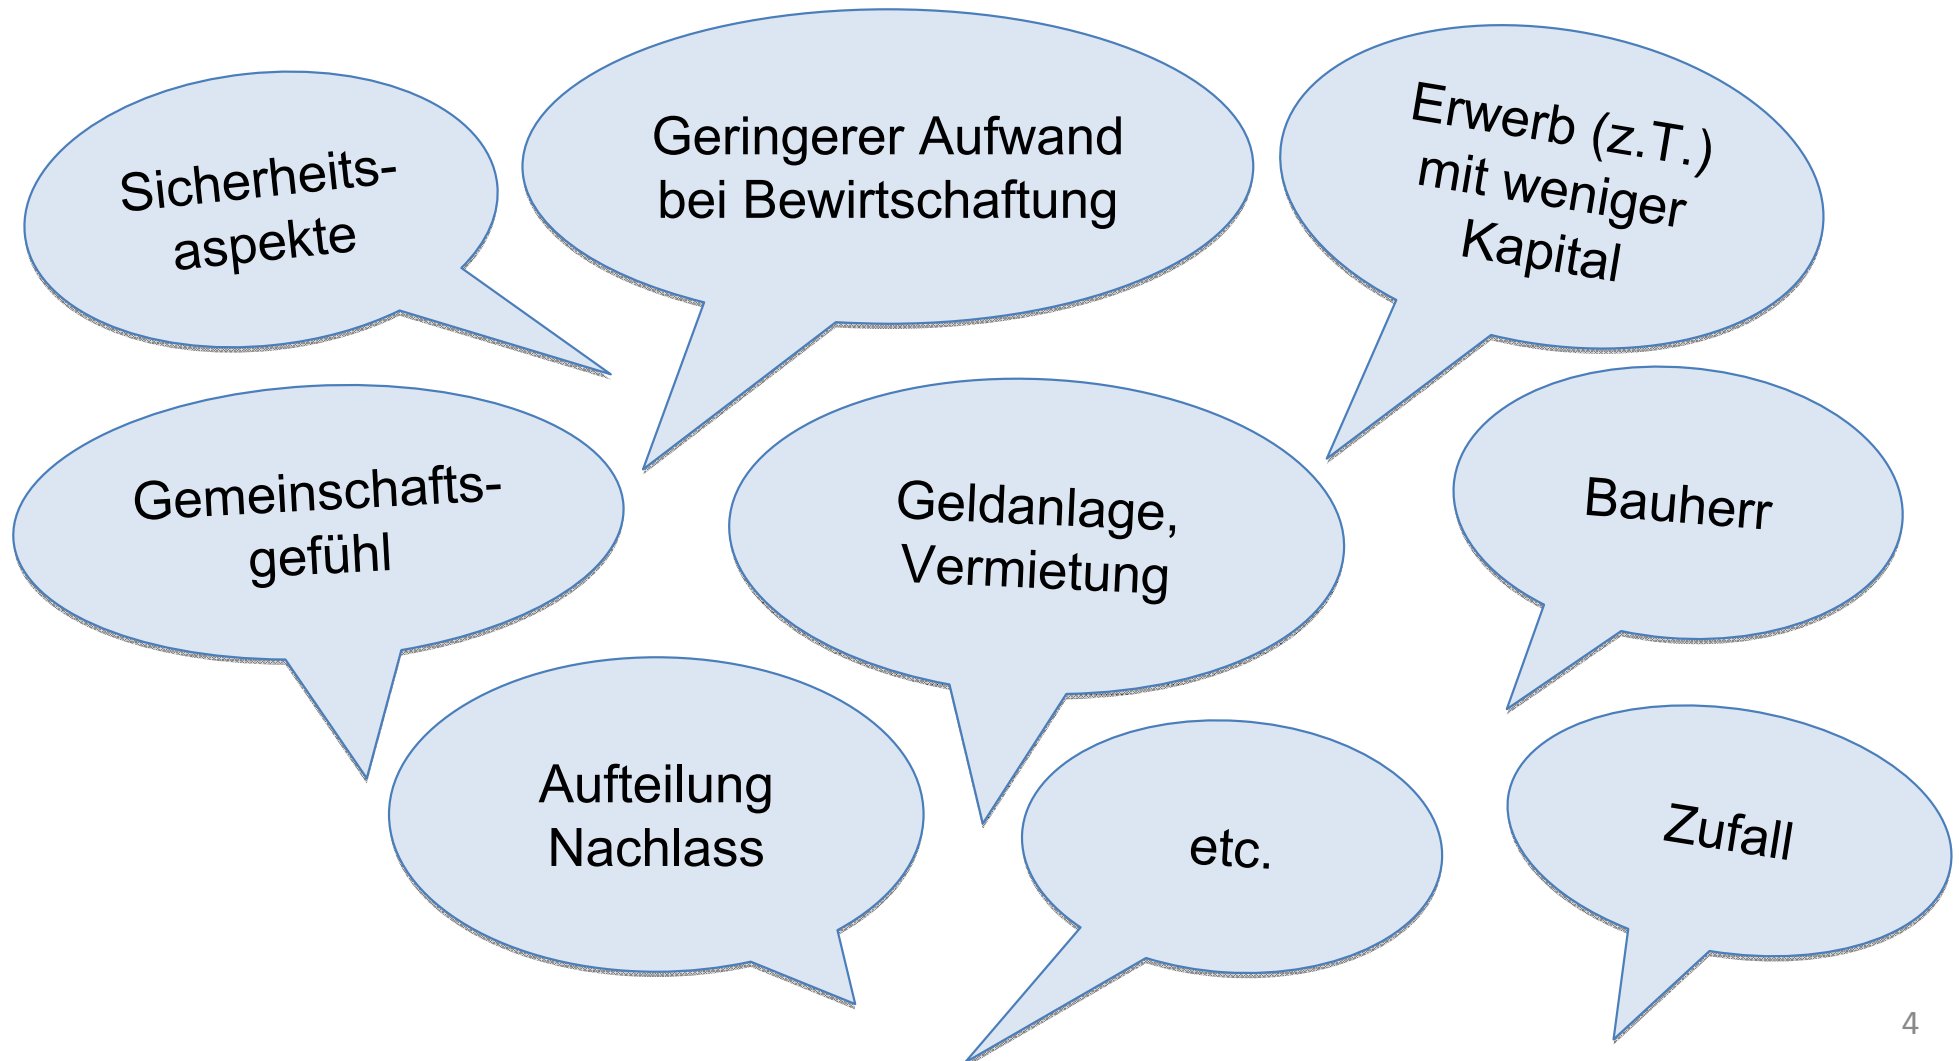 Sicherheits-
aspekte
Geringerer Aufwand
bei Bewirtschaftung
Erwerb (z.T.)
mit weniger
Kapital
Gemeinschafts-
gefühl
Geldanlage,
Vermietung
Bauherr
Aufteilung
Nachlass
etc.
Zufall
4